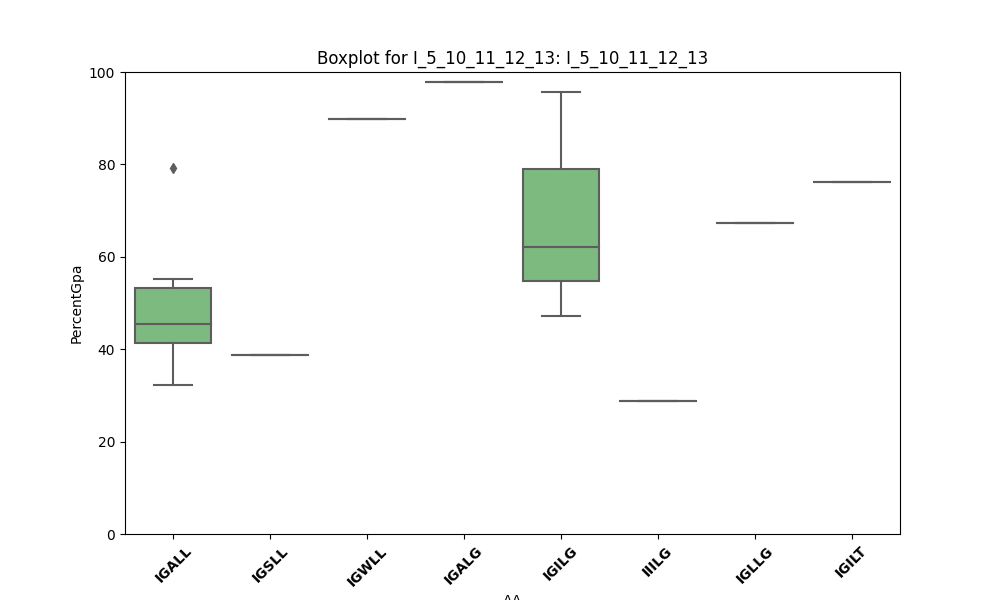 Boxplot for I_5_10_11_12_13: I_5_10_11_12_13
100
80
60
40
20
0
PercentGpa
IGALL
IGSLL
IGWLL
IGALG
IGILG
IIILG
IGLLG
IGILT
AA